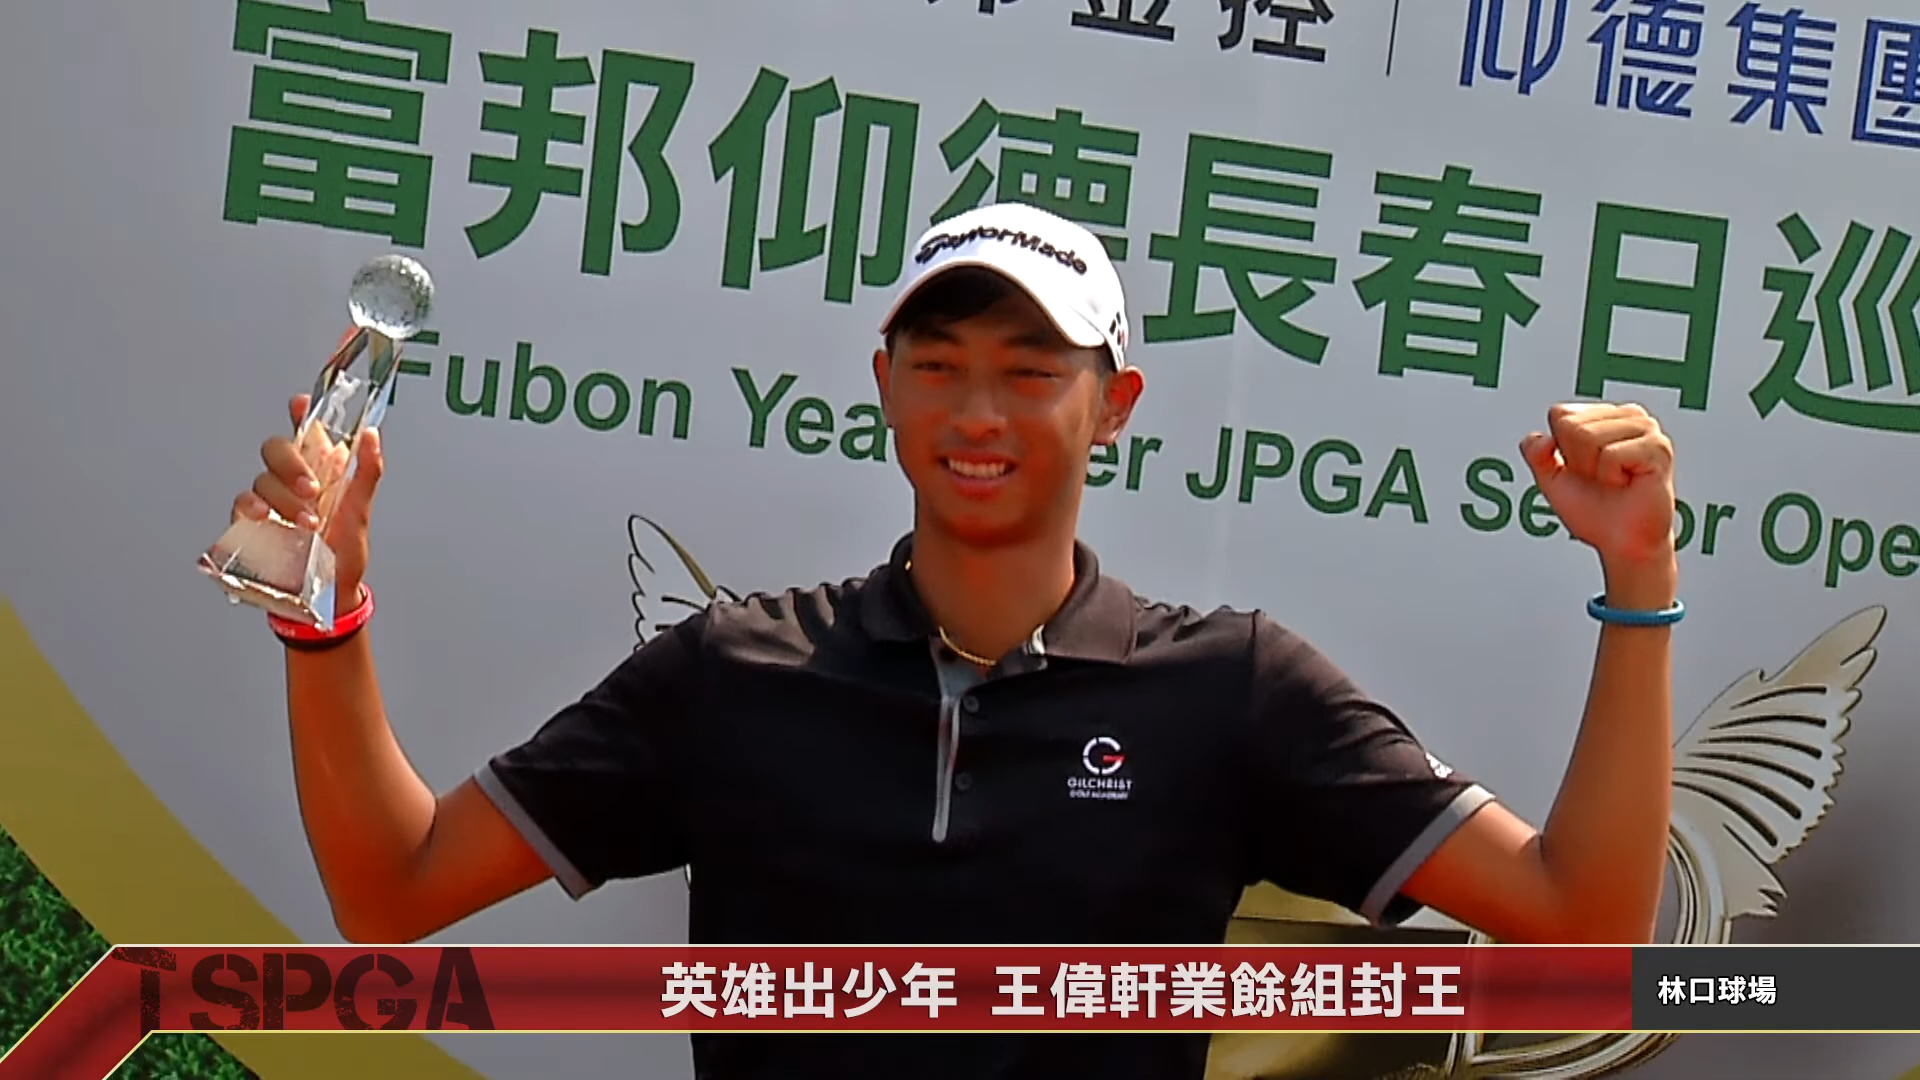 金控 仰德集團
富邦仰德長春日巡
Fubon Yea er JPGA Se or Ope
TaylorMade
G
GILCHRIST
GOLF ACADEMY
TSPGA
英雄出少年 王偉軒業餘組封王
林口球場